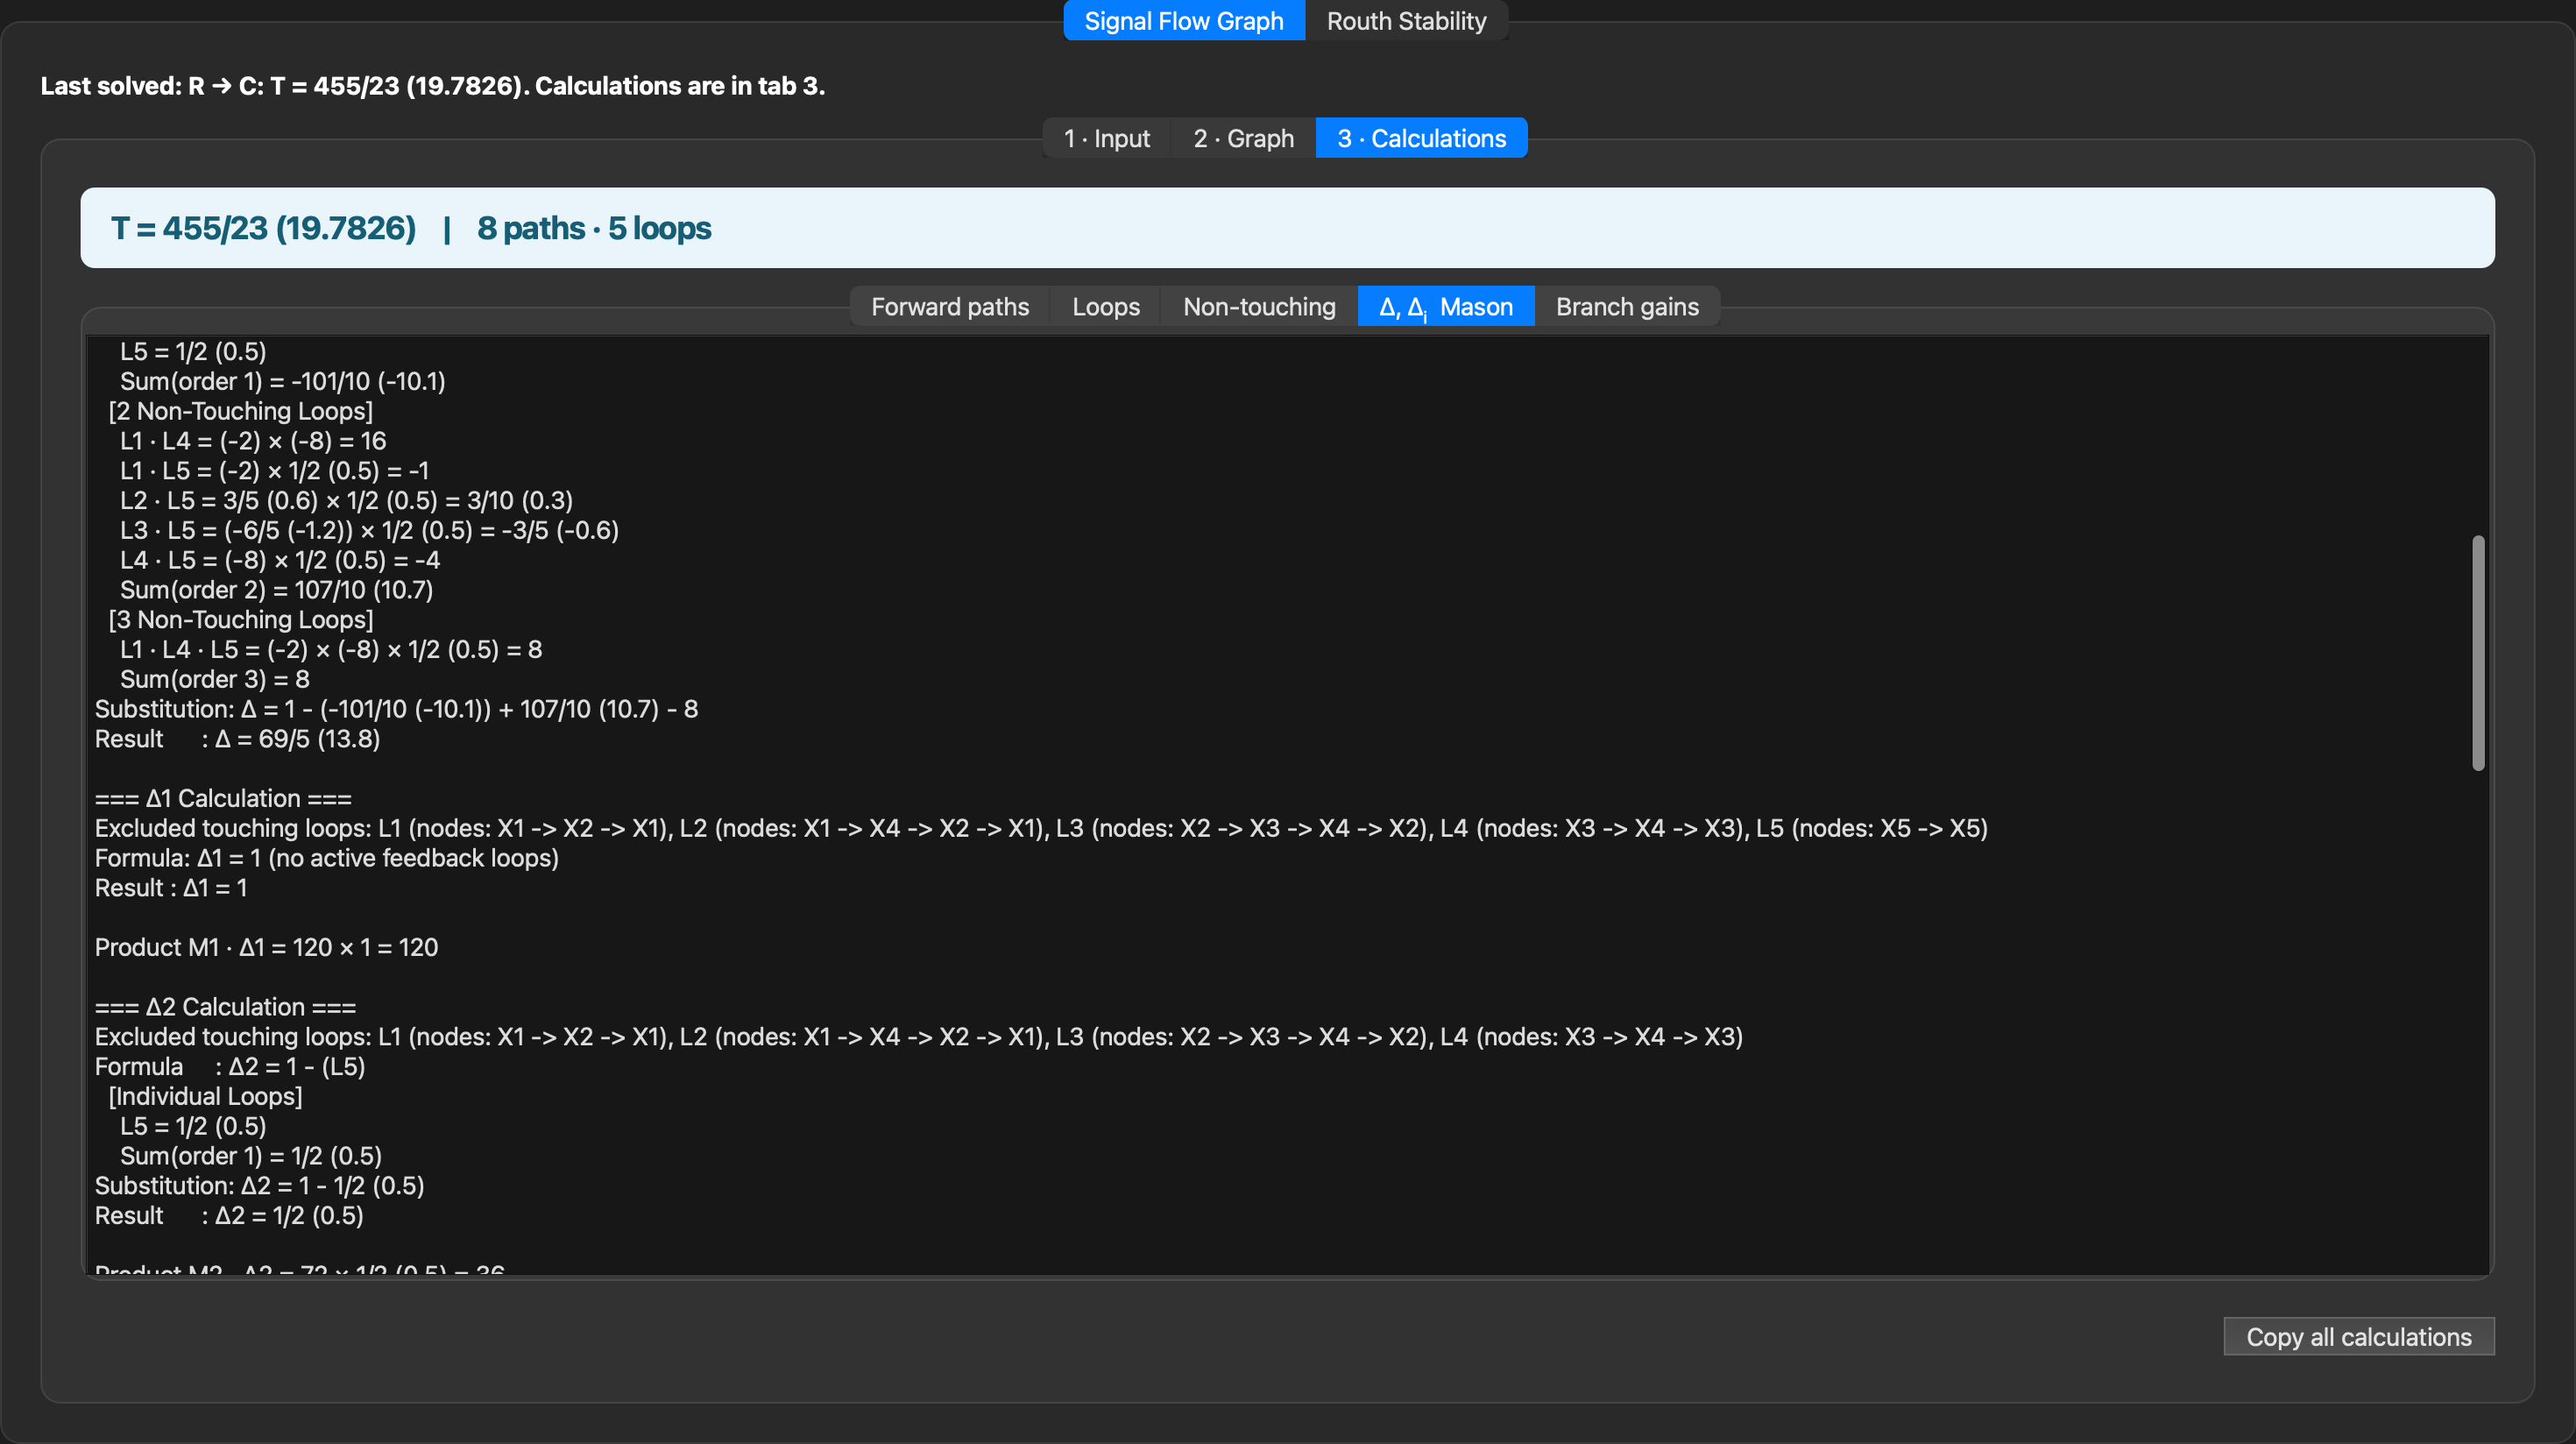 Signal Flow Graph Routh Stability
Last solved: R → C: T = 455/23 (19.7826). Calculations are in tab 3.
1 · Input 2 · Graph 3 · Calculations
T = 455/23 (19.7826) | 8 paths · 5 loops
Forward paths Loops Non-touching Δ, Δi Mason Branch gains
L5 = 1/2 (0.5)
Sum(order 1) = -101/10 (-10.1)
[2 Non-Touching Loops]
L1 · L4 = (-2) × (-8) = 16
L1 · L5 = (-2) × 1/2 (0.5) = -1
L2 · L5 = 3/5 (0.6) × 1/2 (0.5) = 3/10 (0.3)
L3 · L5 = (-6/5 (-1.2)) × 1/2 (0.5) = -3/5 (-0.6)
L4 · L5 = (-8) × 1/2 (0.5) = -4
Sum(order 2) = 107/10 (10.7)
[3 Non-Touching Loops]
L1 · L4 · L5 = (-2) × (-8) × 1/2 (0.5) = 8
Sum(order 3) = 8
Substitution: Δ = 1 - (-101/10 (-10.1)) + 107/10 (10.7) - 8
Result : Δ = 69/5 (13.8)
=== Δ1 Calculation ===
Excluded touching loops: L1 (nodes: X1 -> X2 -> X1), L2 (nodes: X1 -> X4 -> X2 -> X1), L3 (nodes: X2 -> X3 -> X4 -> X2), L4 (nodes: X3 -> X4 -> X3), L5 (nodes: X5 -> X5)
Formula: Δ1 = 1 (no active feedback loops)
Result : Δ1 = 1
Product M1 · Δ1 = 120 × 1 = 120
=== Δ2 Calculation ===
Excluded touching loops: L1 (nodes: X1 -> X2 -> X1), L2 (nodes: X1 -> X4 -> X2 -> X1), L3 (nodes: X2 -> X3 -> X4 -> X2), L4 (nodes: X3 -> X4 -> X3)
Formula : Δ2 = 1 - (L5)
[Individual Loops]
L5 = 1/2 (0.5)
Sum(order 1) = 1/2 (0.5)
Substitution: Δ2 = 1 - 1/2 (0.5)
Result : Δ2 = 1/2 (0.5)
Product M2 · Δ2 = 72 × 1/2 (0.5) = 36
Copy all calculations